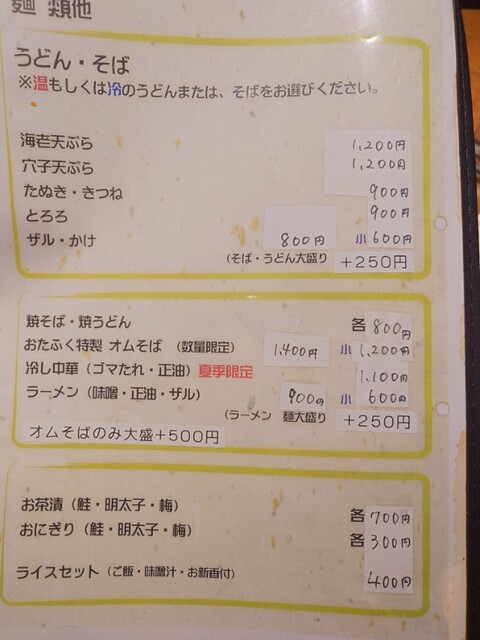 麺 類他
うどん・そば
※温もしくは冷のうどんまたは、そばをお選びください。
海老天ぷら 1,200円
穴子天ぷら 1,200円
たぬき・きつね 900円
とろろ 900円
ザル・かけ 800円 小 600円
(そば・うどん大盛り +250円
焼そば・焼うどん 各 800円
おたふく特製 オムそば (数量限定) 1,400円 小 1,200円
冷し中華(ゴマたれ・正油) 夏季限定 1,100円
ラーメン(味噌・正油・ザル) 900円 小 600円
(ラーメン 麺大盛り +250円
オムそばのみ大盛+500円
お茶漬(鮭・明太子・梅) 各 700円
おにぎり(鮭・明太子・梅) 各 300円
ライスセット(ご飯・味噌汁・お新香付) 400円